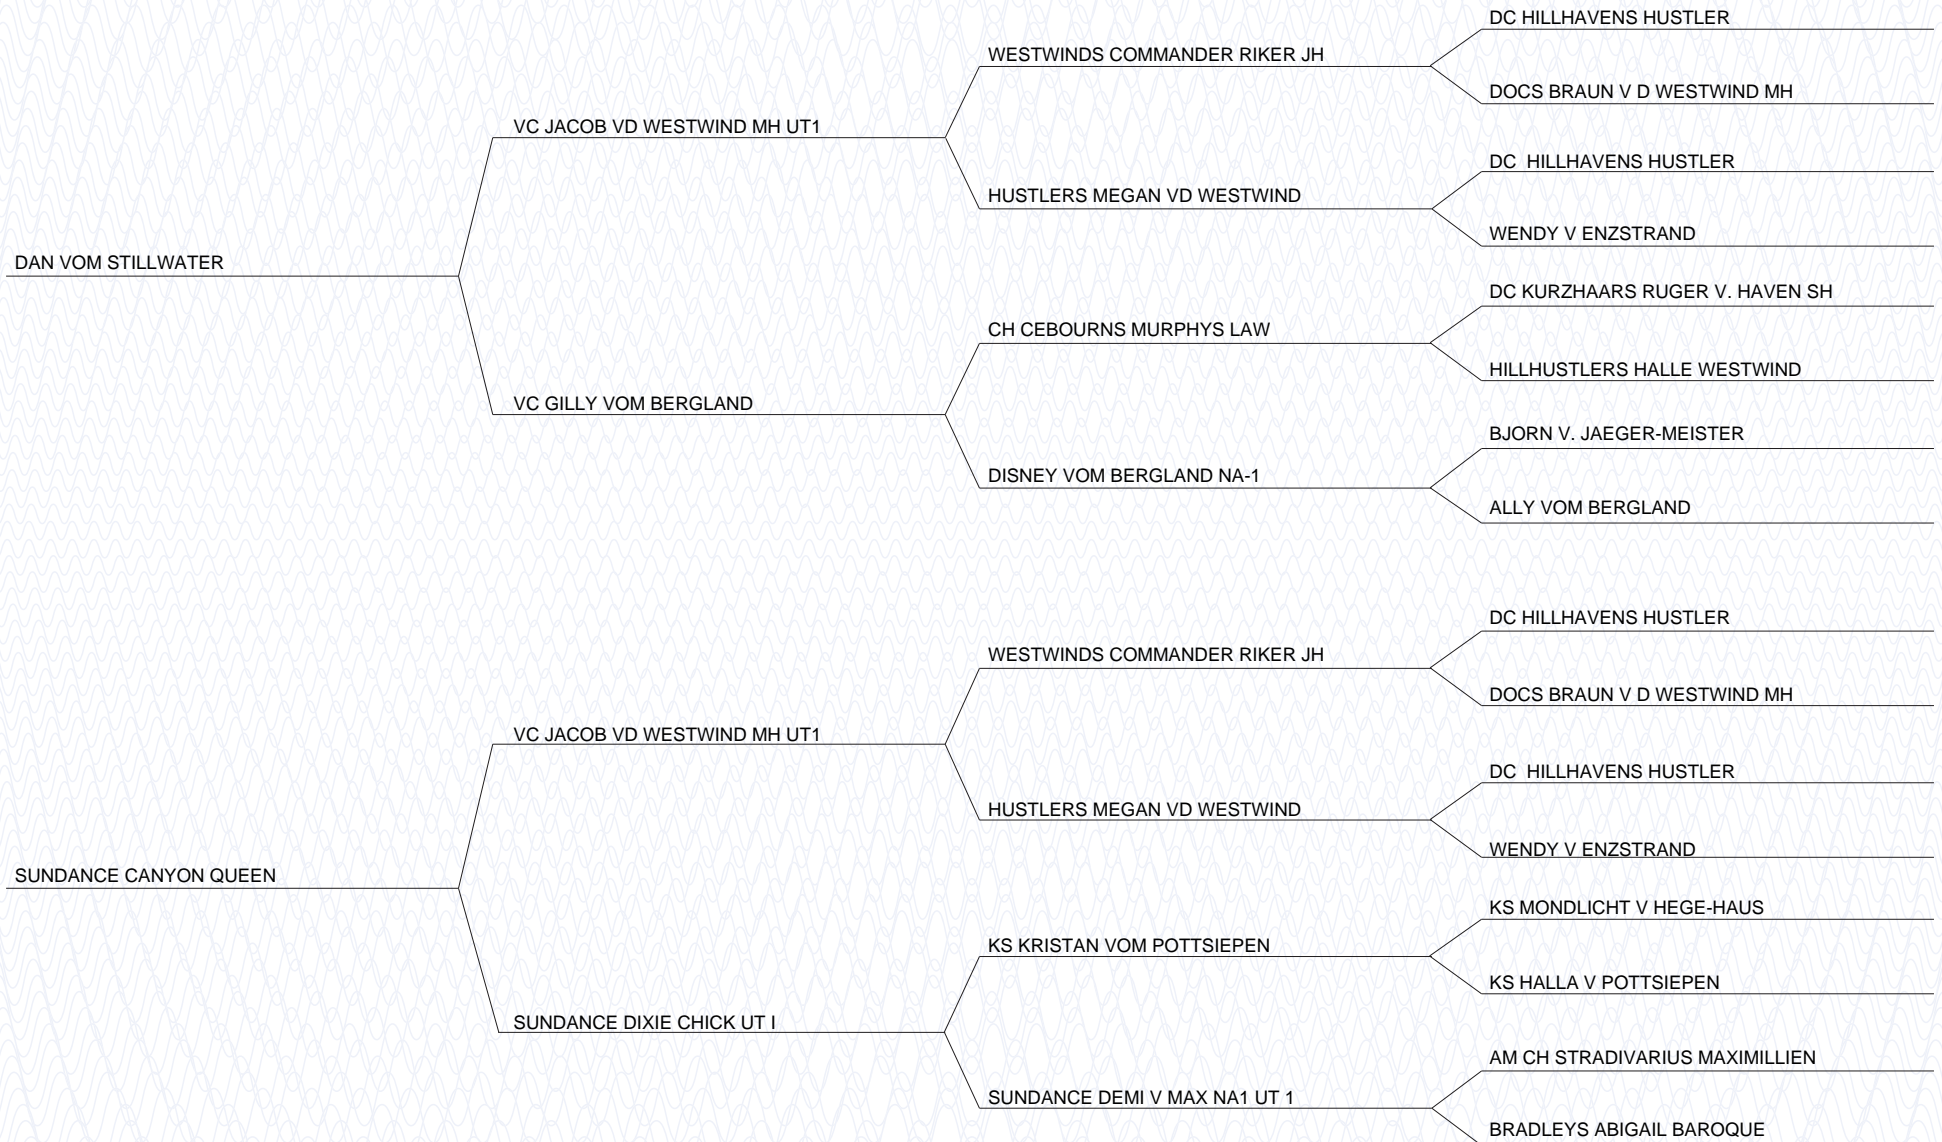 DC HILLHAVENS HUSTLER
WESTWINDS COMMANDER RIKER JH
DOCS BRAUN V D WESTWIND MH
VC JACOB VD WESTWIND MH UT1
DC  HILLHAVENS HUSTLER
HUSTLERS MEGAN VD WESTWIND
WENDY V ENZSTRAND
DAN VOM STILLWATER
DC KURZHAARS RUGER V. HAVEN SH
CH CEBOURNS MURPHYS LAW
HILLHUSTLERS HALLE WESTWIND
VC GILLY VOM BERGLAND
BJORN V. JAEGER-MEISTER
DISNEY VOM BERGLAND NA-1
ALLY VOM BERGLAND
DC HILLHAVENS HUSTLER
WESTWINDS COMMANDER RIKER JH
DOCS BRAUN V D WESTWIND MH
VC JACOB VD WESTWIND MH UT1
DC  HILLHAVENS HUSTLER
HUSTLERS MEGAN VD WESTWIND
WENDY V ENZSTRAND
SUNDANCE CANYON QUEEN
KS MONDLICHT V HEGE-HAUS
KS KRISTAN VOM POTTSIEPEN
KS HALLA V POTTSIEPEN
SUNDANCE DIXIE CHICK UT I
AM CH STRADIVARIUS MAXIMILLIEN
SUNDANCE DEMI V MAX NA1 UT 1
BRADLEYS ABIGAIL BAROQUE